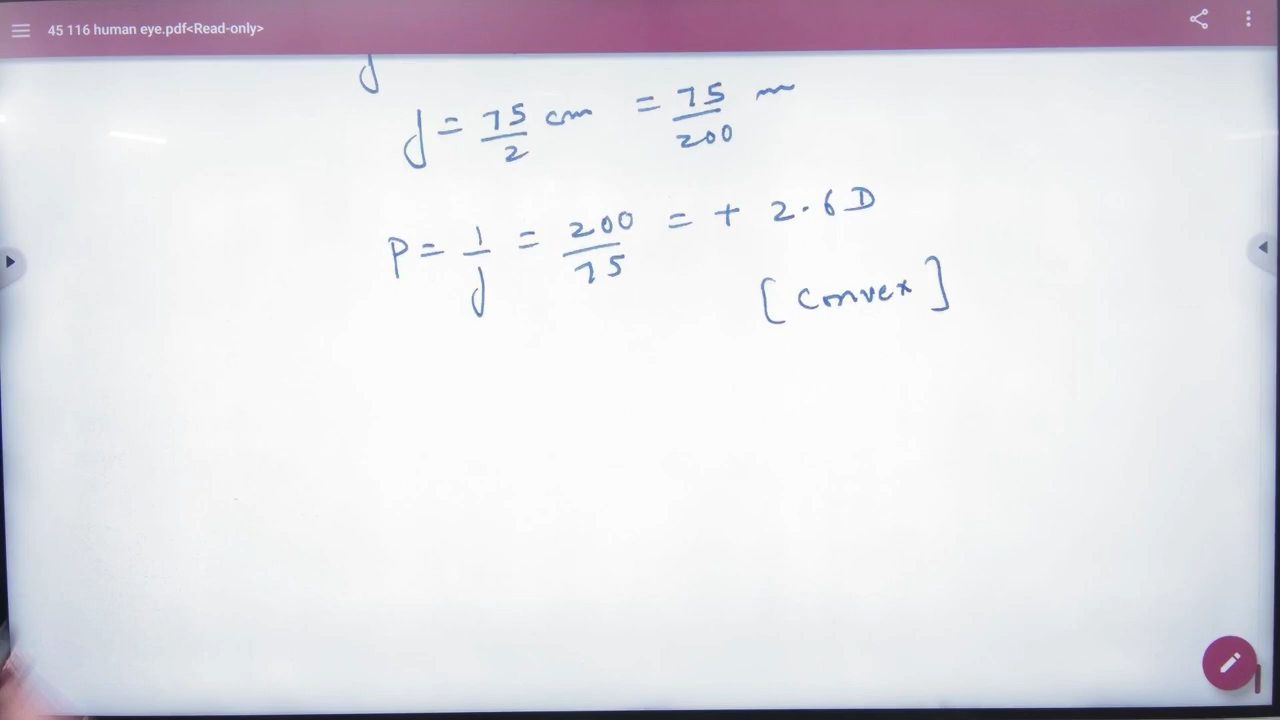 45 116 human eye.pdf<Read-only>
f
f = 75/2 cm = 75/200 m
P = 1/f = 200/75 = + 2.6 D
[convex]